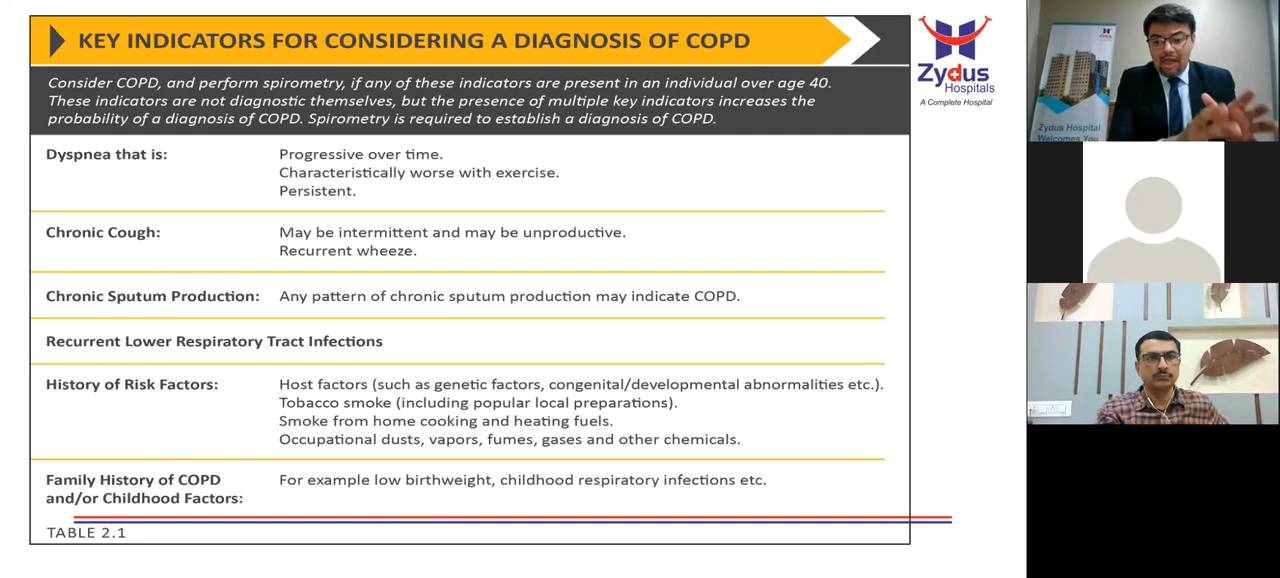 KEY INDICATORS FOR CONSIDERING A DIAGNOSIS OF COPD
Consider COPD, and perform spirometry, if any of these indicators are present in an individual over age 40.
These indicators are not diagnostic themselves, but the presence of multiple key indicators increases the
probability of a diagnosis of COPD. Spirometry is required to establish a diagnosis of COPD.
Dyspnea that is:
Progressive over time.
Characteristically worse with exercise.
Persistent.
Chronic Cough:
May be intermittent and may be unproductive.
Recurrent wheeze.
Chronic Sputum Production:
Any pattern of chronic sputum production may indicate COPD.
Recurrent Lower Respiratory Tract Infections
History of Risk Factors:
Host factors (such as genetic factors, congenital/developmental abnormalities etc.).
Tobacco smoke (including popular local preparations).
Smoke from home cooking and heating fuels.
Occupational dusts, vapors, fumes, gases and other chemicals.
Family History of COPD
and/or Childhood Factors:
For example low birthweight, childhood respiratory infections etc.
TABLE 2.1
Zydus
Hospitals
A Complete Hospital
Zydus Hospital
Welcomes You